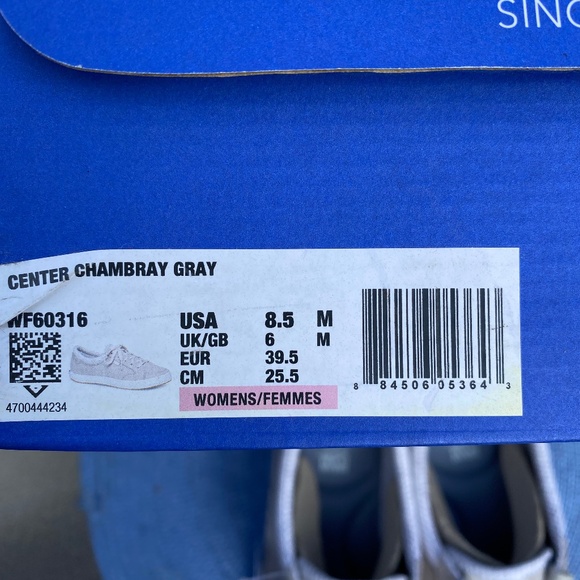 SINC
CENTER CHAMBRAY GRAY
WF60316
USA 8.5 M
UK/GB 6 M
EUR 39.5
CM 25.5
WOMENS/FEMMES
4700444234
8 84506 05364 3